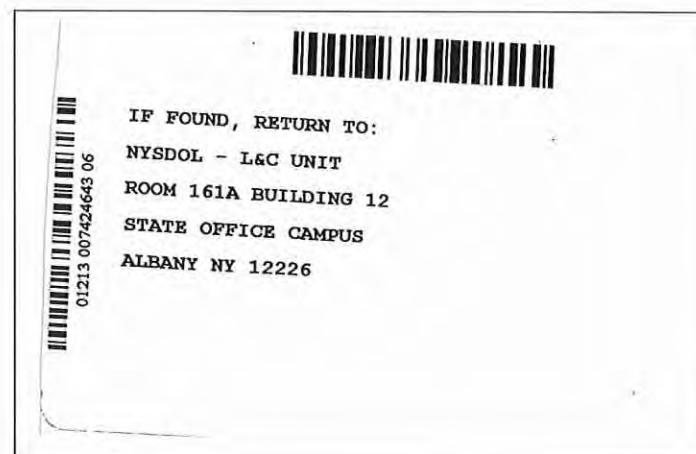 IF FOUND, RETURN TO:
NYSDOL - L&C UNIT
ROOM 161A BUILDING 12
STATE OFFICE CAMPUS
ALBANY NY 12226
01213 007424643 06